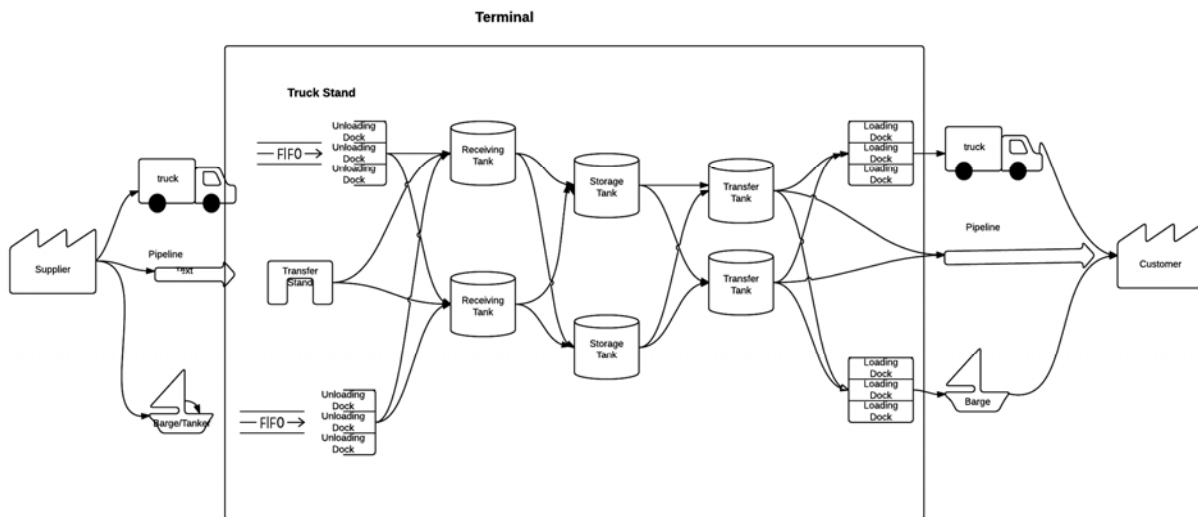 Terminal
Truck Stand
Unloading
Dock
Unloading
Dock
Unloading
Dock
FIFO
Receiving
Tank
Storage
Tank
Transfer
Tank
Loading
Dock
Loading
Dock
Loading
Dock
truck
truck
Pipeline
Supplier
Transfer
Stand
Receiving
Tank
Storage
Tank
Transfer
Tank
Pipeline
Customer
Barge/Tanker
FIFO
Unloading
Dock
Unloading
Dock
Unloading
Dock
Loading
Dock
Loading
Dock
Loading
Dock
Barge